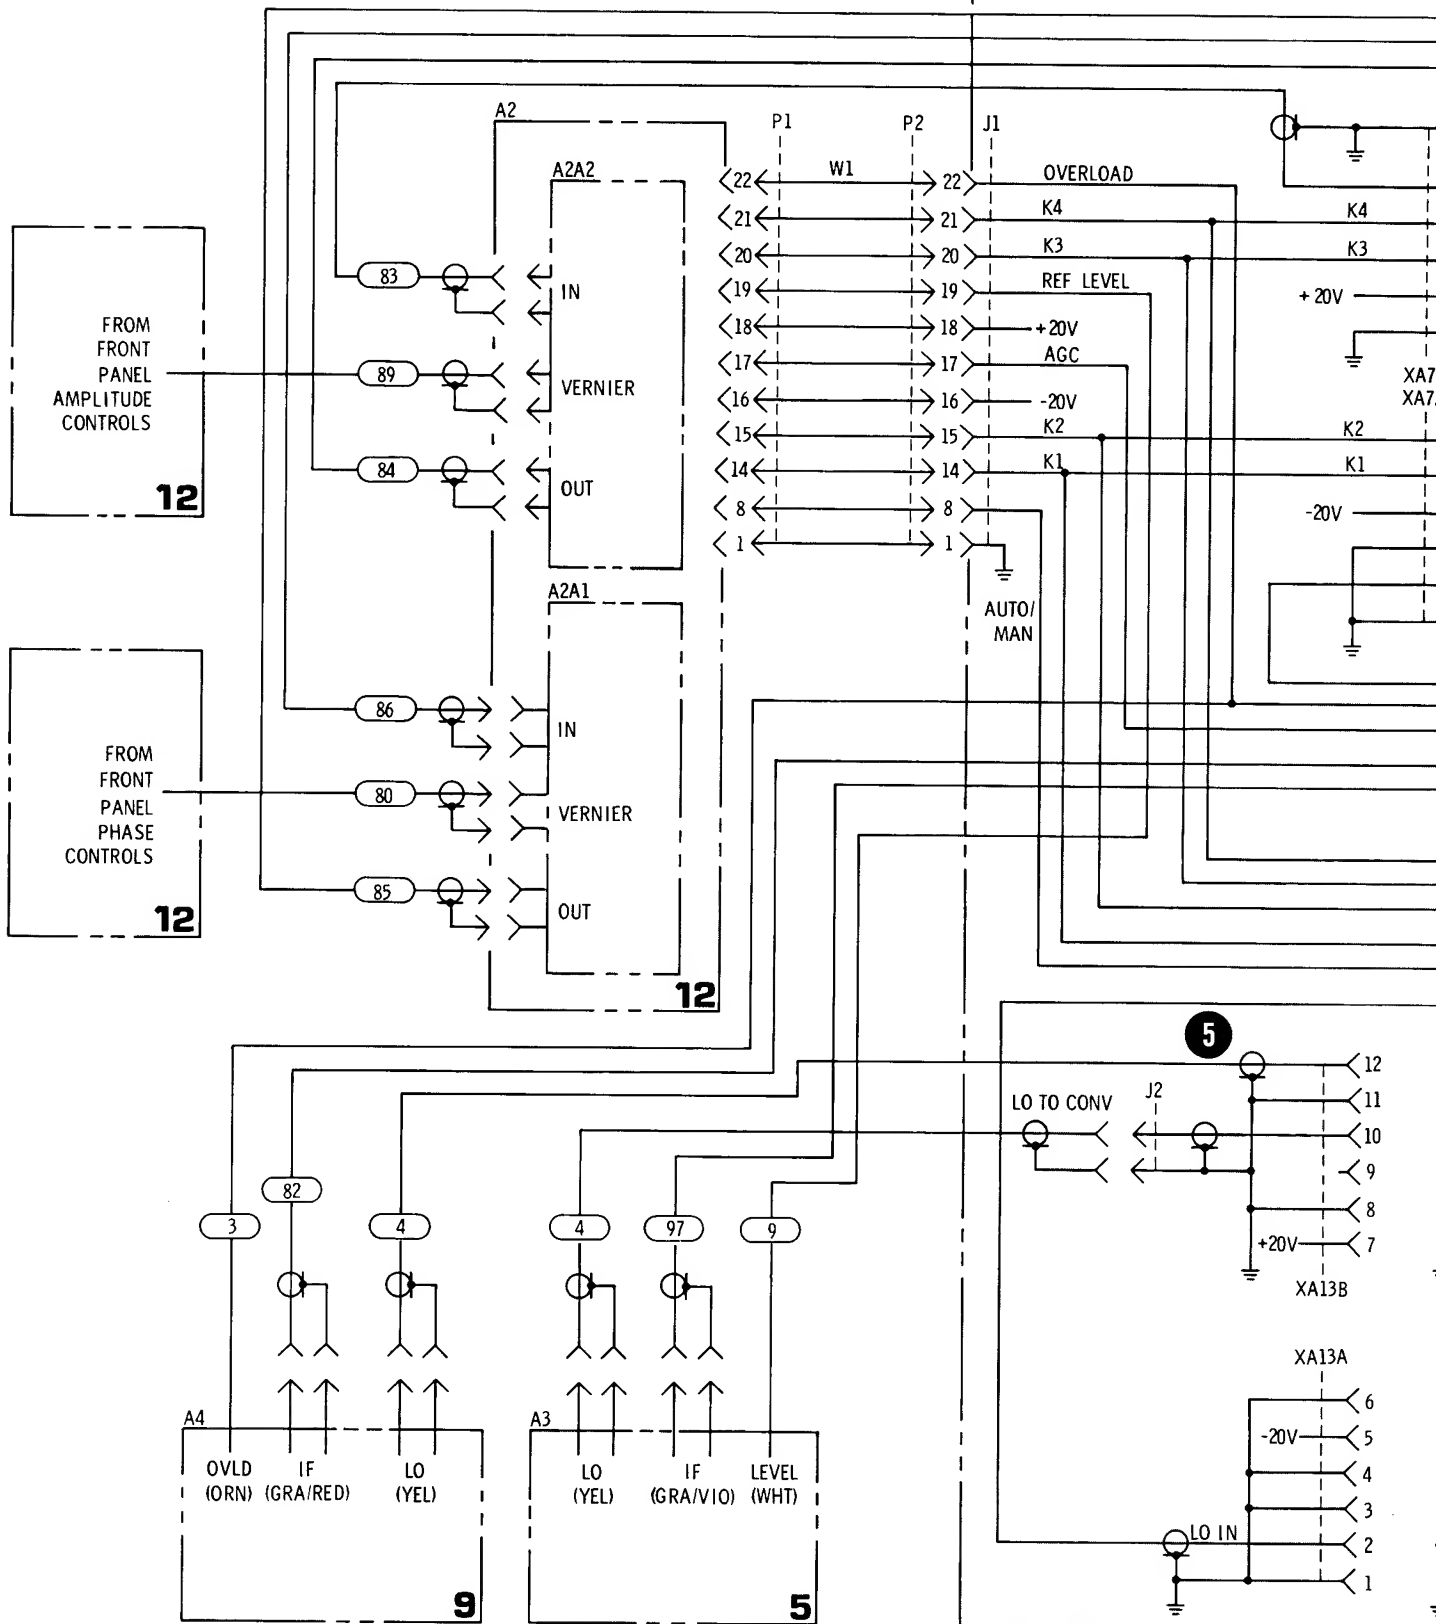 A2
P1
P2
J1
A2A2
W1
22
22
OVERLOAD
21
21
K4
K4
20
20
K3
K3
83
IN
19
19
REF LEVEL
+20V
FROM
FRONT
PANEL
AMPLITUDE
CONTROLS
12
18
18
+20V
17
17
AGC
89
VERNIER
XA7
XA7
16
16
-20V
15
15
K2
K2
84
OUT
14
14
K1
K1
8
8
-20V
1
1
A2A1
AUTO/
MAN
86
IN
FROM
FRONT
PANEL
PHASE
CONTROLS
12
80
VERNIER
85
OUT
12
5
12
11
LO TO CONV
J2
10
9
8
+20V
7
XA13B
82
3
4
4
97
9
XA13A
6
-20V
5
4
3
LO IN
2
1
A4
OVLD
(ORN)
IF
(GRA/RED)
LO
(YEL)
9
A3
LO
(YEL)
IF
(GRA/VIO)
LEVEL
(WHT)
5